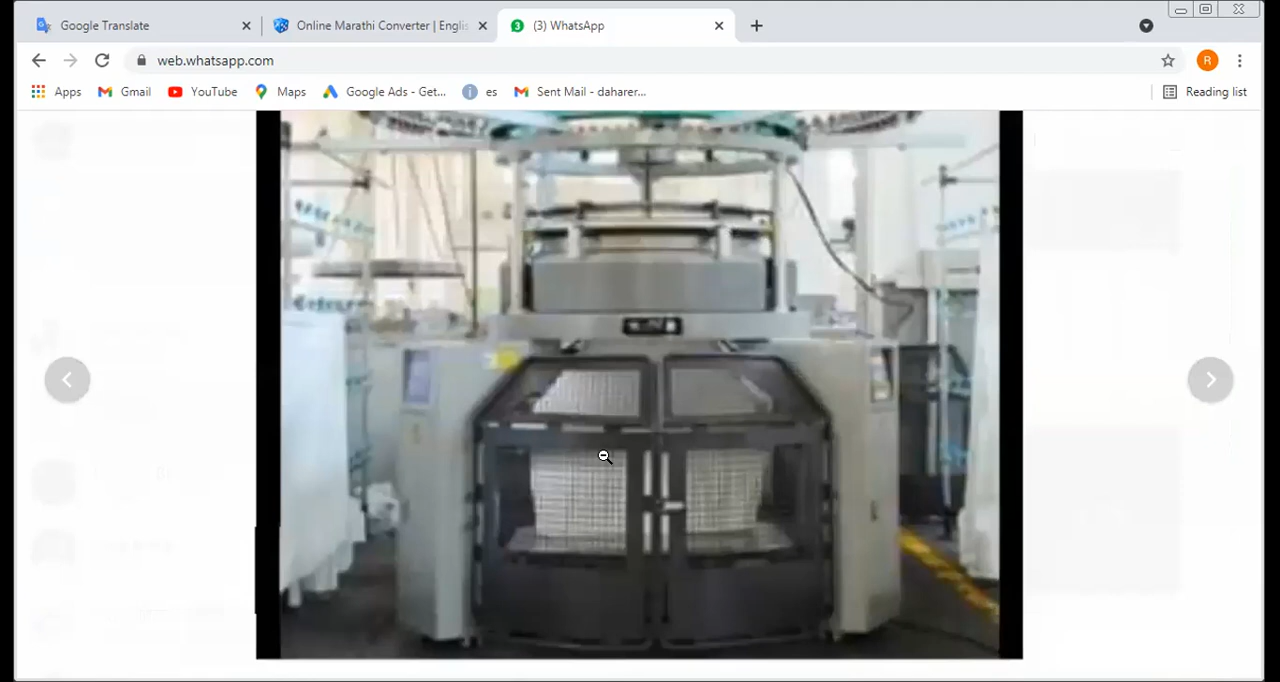 Google Translate
Online Marathi Converter | Englis
(3) WhatsApp
web.whatsapp.com
R
Apps
Gmail
YouTube
Maps
Google Ads - Get...
es
Sent Mail - daharer...
Reading list